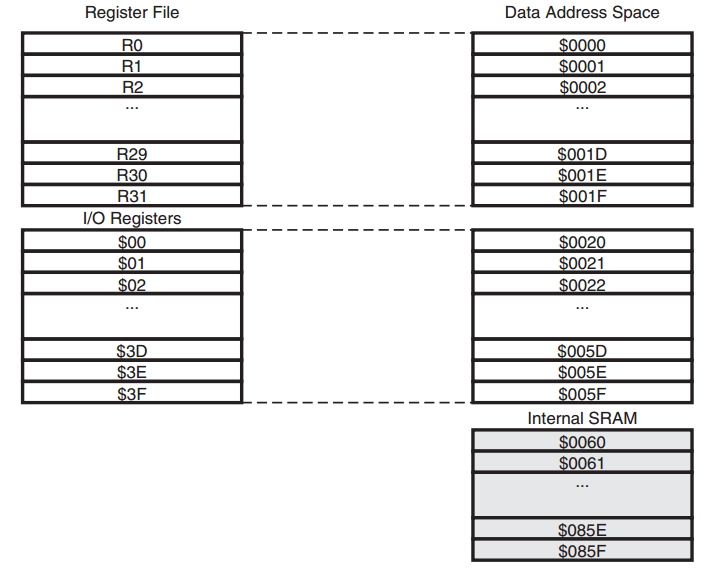 Register File
Data Address Space
R0
$0000
R1
$0001
R2
$0002
...
...
R29
$001D
R30
$001E
R31
$001F
I/O Registers
$00
$0020
$01
$0021
$02
$0022
...
...
$3D
$005D
$3E
$005E
$3F
$005F
Internal SRAM
$0060
$0061
...
$085E
$085F